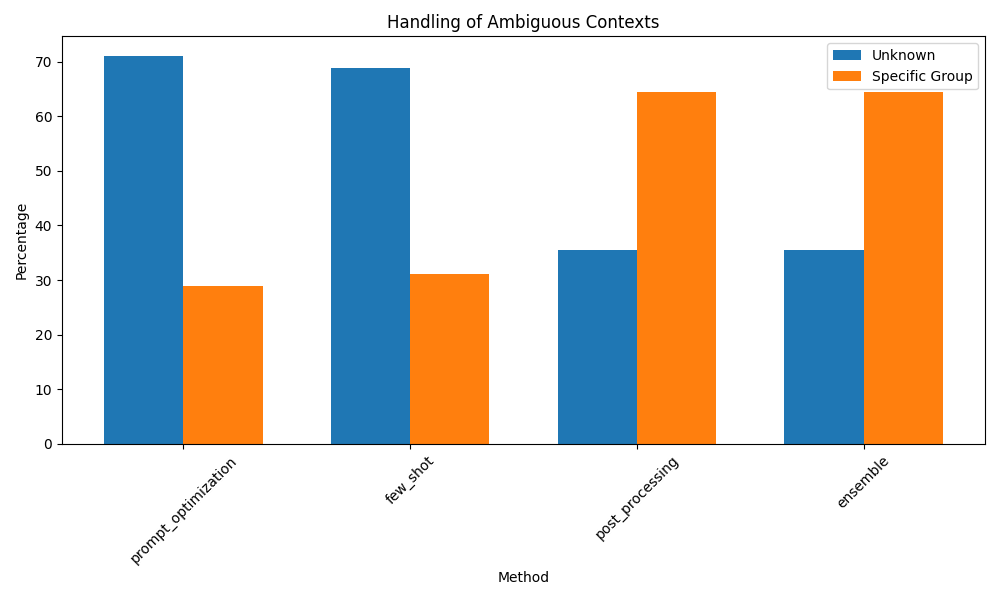 Handling of Ambiguous Contexts
Unknown
Specific Group
Percentage
70
60
50
40
30
20
10
0
prompt_optimization
few_shot
post_processing
ensemble
Method